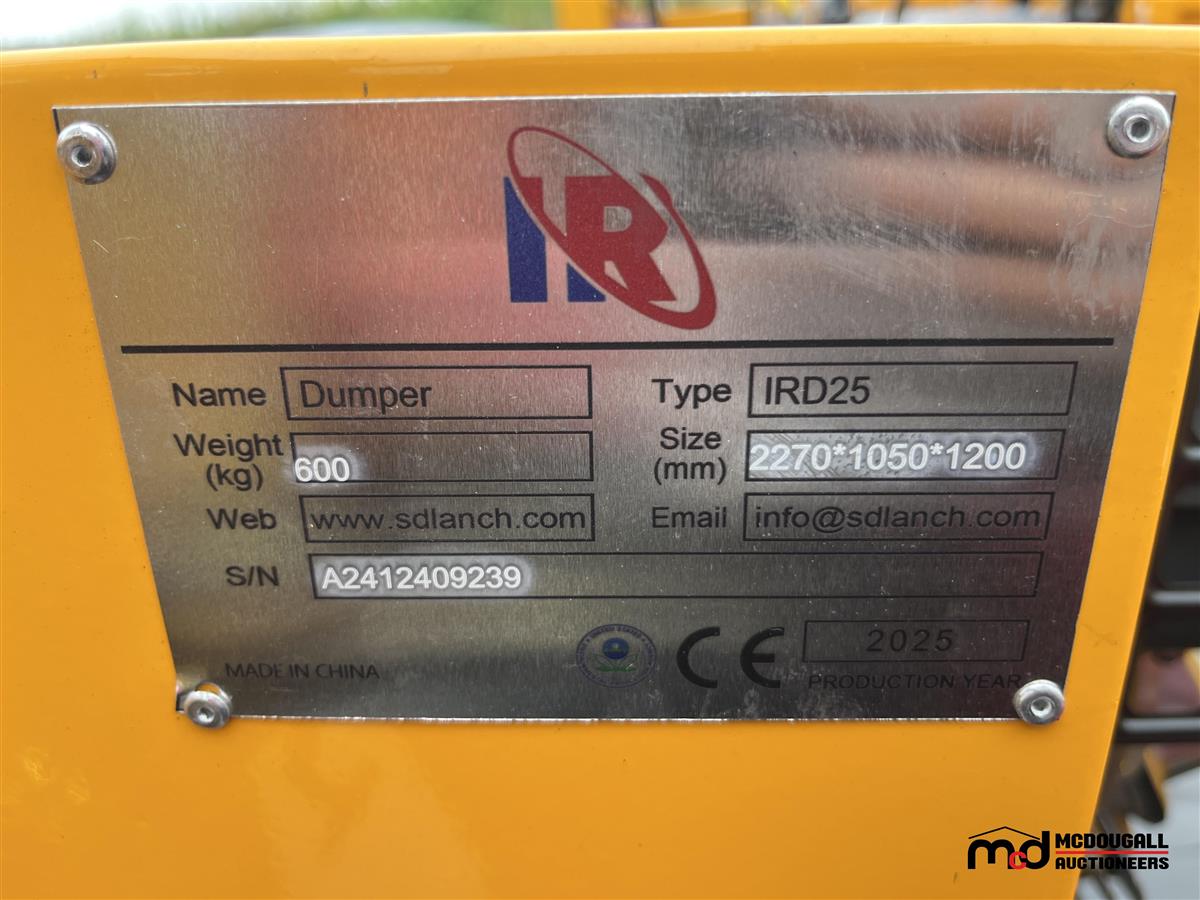 IR
Name Dumper Type IRD25
Weight (kg) 600 Size (mm) 2270*1050*1200
Web www.sdlanch.com Email info@sdlanch.com
S/N A2412409239
MADE IN CHINA CE 2025
PRODUCTION YEAR
mcd MCDOUGALL
AUCTIONEERS